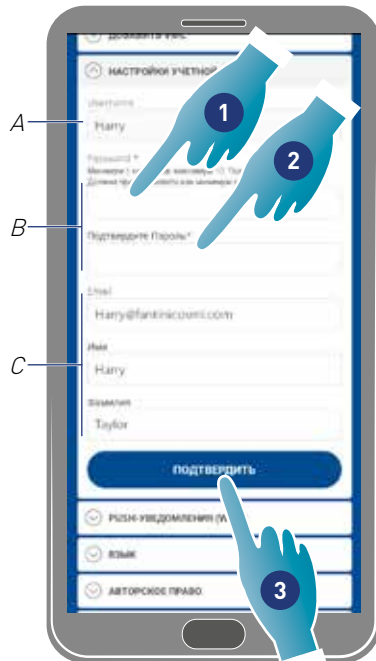 ДОБАВИТЬ
НАСТРОЙКИ УЧЕТНОЙ
Username
A
Harry
1
Password *
2
B
Подтвердите Пароль*
Email
Harry@fantinicosmi.com
Имя
C
Harry
Фамилия
Taylor
ПОДТВЕРДИТЬ
PUSH-УВЕДОМЛЕНИЯ
ЯЗЫК
АВТОРСКОЕ ПРАВО
3